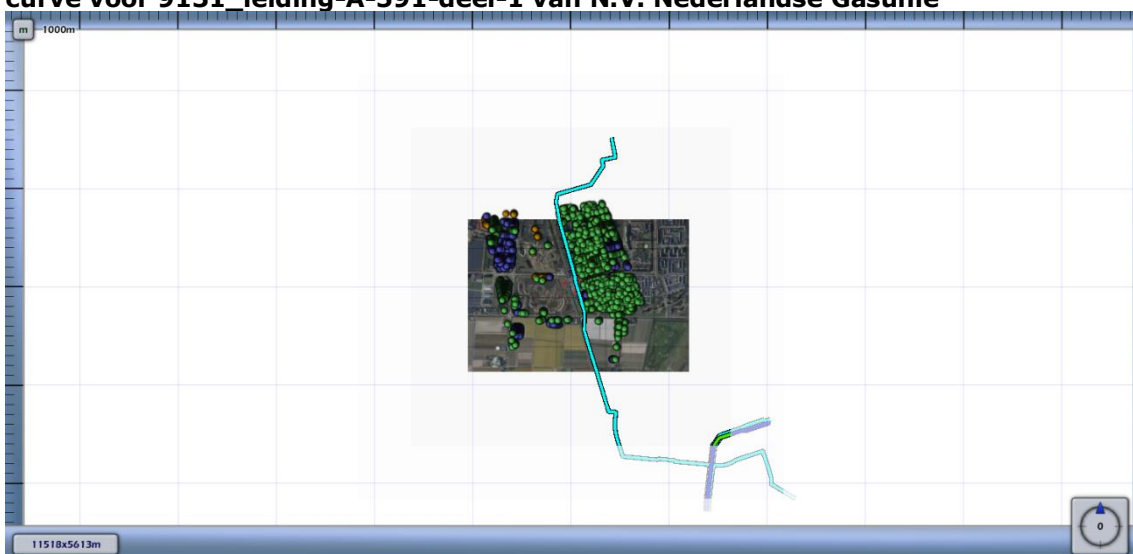 curve voor 9131_leiding-A-591-deel-1 van N.V. Nederlandse Gasunie
m 1000m
11518x5613m
0